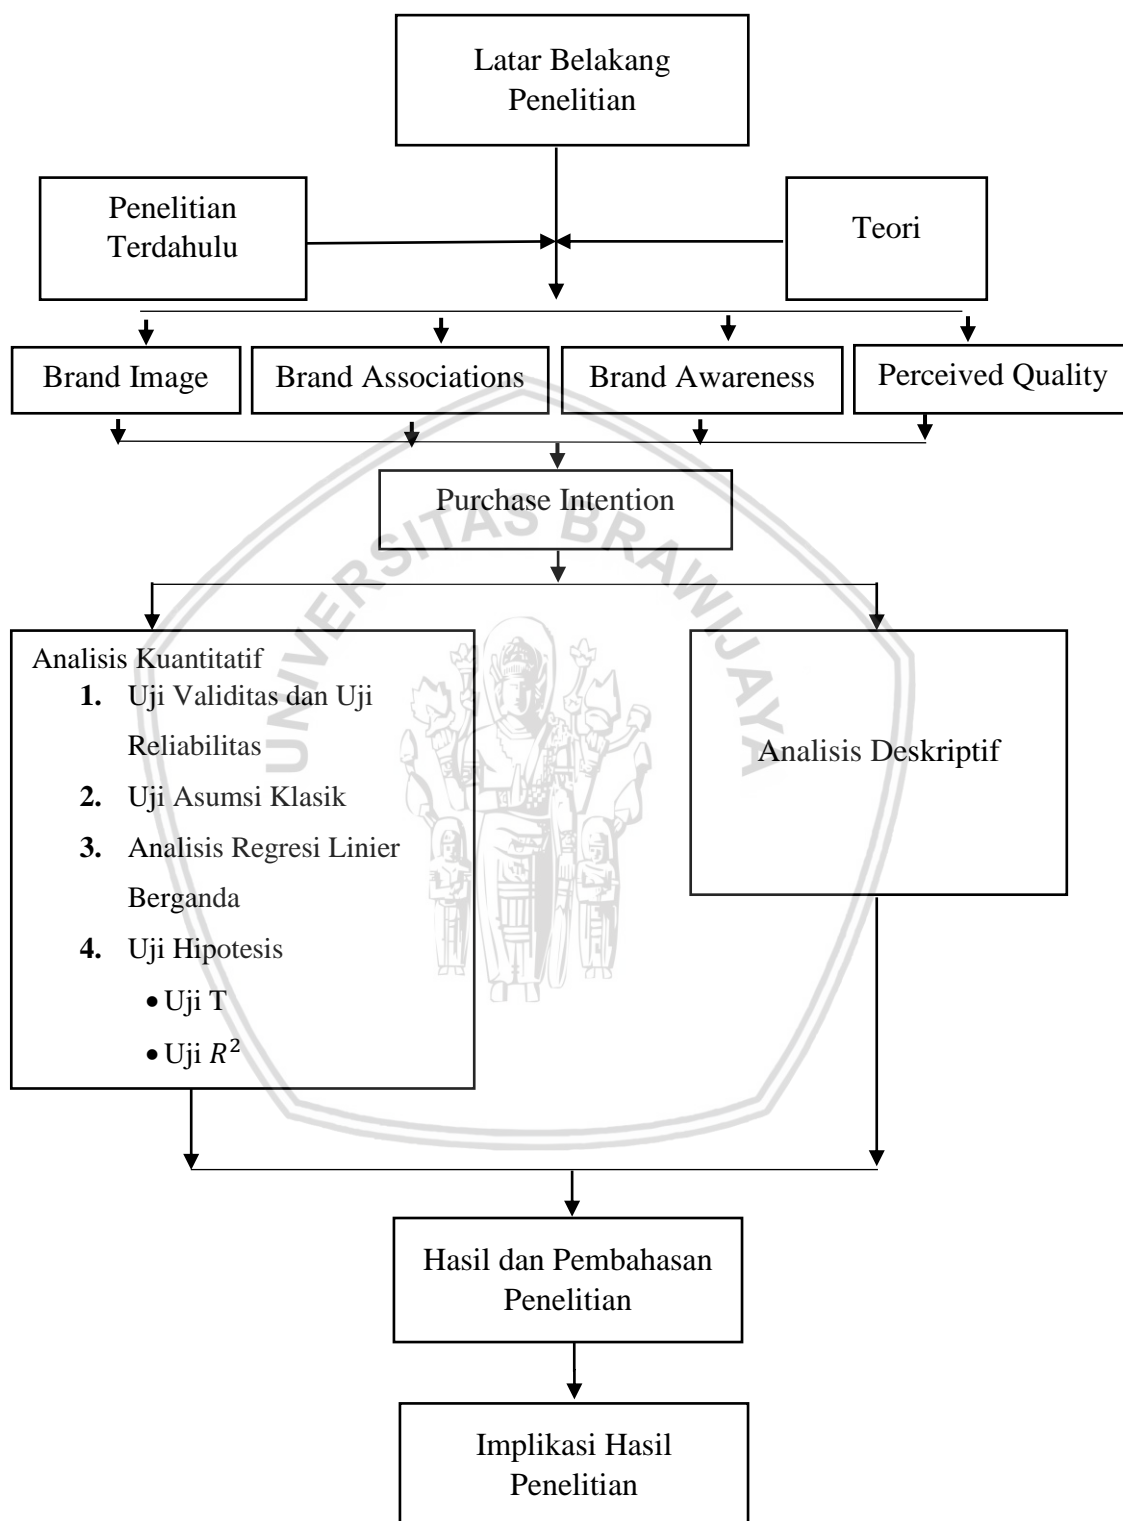 Latar Belakang
Penelitian
Penelitian
Terdahulu
Teori
Brand Image
Brand Associations
Brand Awareness
Perceived Quality
Purchase Intention
UNIVERSITAS BRAWIJAYA
Analisis Kuantitatif
1. Uji Validitas dan Uji
Reliabilitas
2. Uji Asumsi Klasik
3. Analisis Regresi Linier
Berganda
4. Uji Hipotesis
• Uji T
• Uji R²
Analisis Deskriptif
Hasil dan Pembahasan
Penelitian
Implikasi Hasil
Penelitian